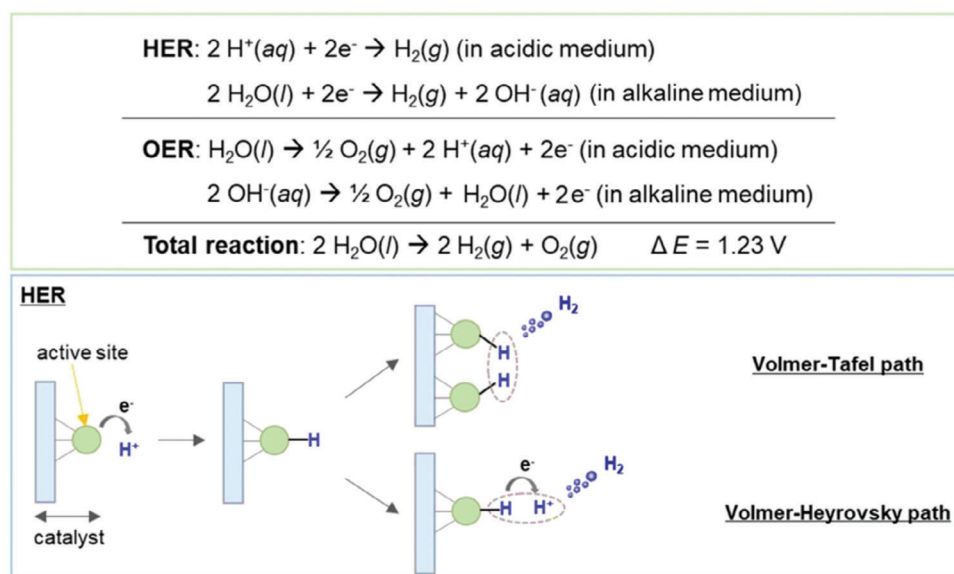 HER: 2 H⁺(aq) + 2e⁻ → H₂(g) (in acidic medium)
2 H₂O(l) + 2e⁻ → H₂(g) + 2 OH⁻(aq) (in alkaline medium)
OER: H₂O(l) → ½ O₂(g) + 2 H⁺(aq) + 2e⁻ (in acidic medium)
2 OH⁻(aq) → ½ O₂(g) + H₂O(l) + 2e⁻ (in alkaline medium)
Total reaction: 2 H₂O(l) → 2 H₂(g) + O₂(g) Δ E = 1.23 V
HER
active site
e⁻
H⁺
catalyst
H
H
H
H₂
Volmer-Tafel path
e⁻
H H⁺
H₂
Volmer-Heyrovsky path